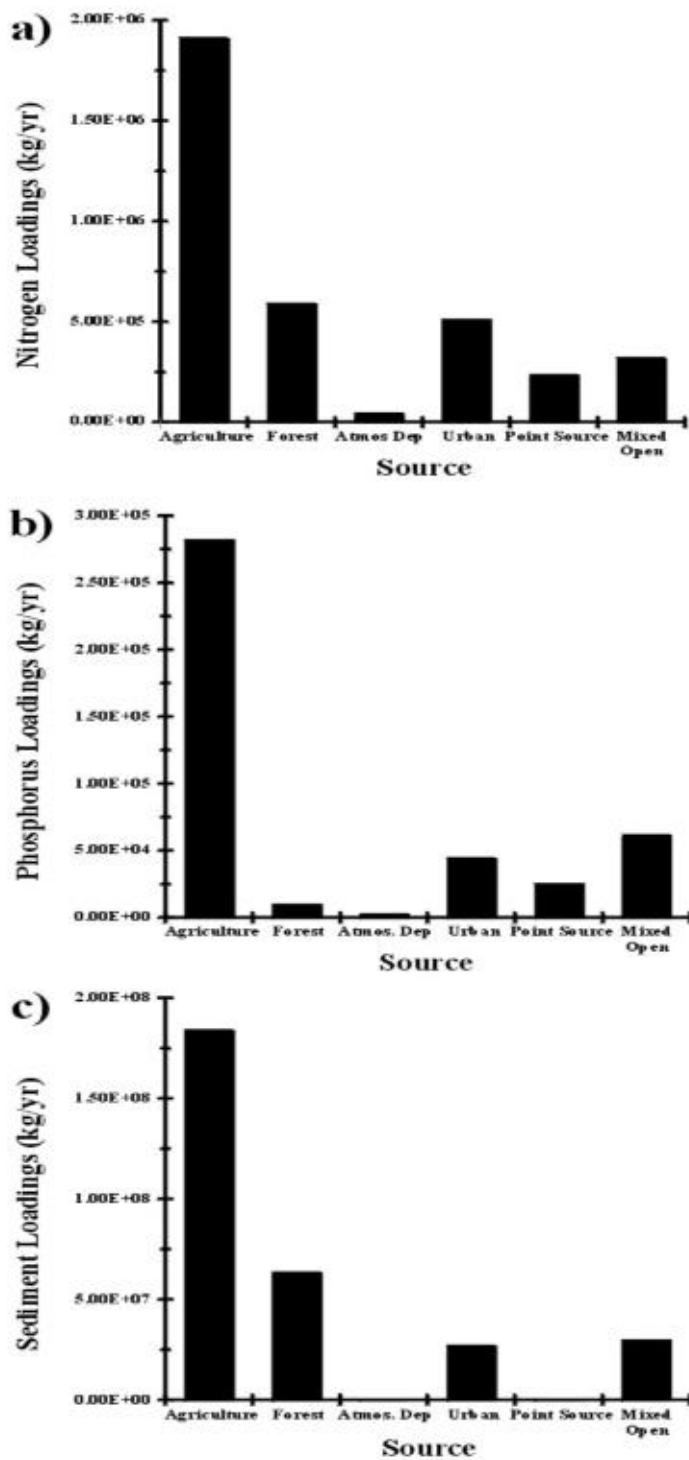 a)
Nitrogen Loadings (kg/yr)
2.00E+06
1.50E+06
1.00E+06
5.00E+05
0.00E+00
Agriculture Forest Atmos Dep Urban Point Source Mixed
Open
Source
b)
Phosphorus Loadings (kg/yr)
3.00E+05
2.50E+05
2.00E+05
1.50E+05
1.00E+05
5.00E+04
0.00E+00
Agriculture Forest Atmos. Dep Urban Point Source Mixed
Open
Source
c)
Sediment Loadings (kg/yr)
2.00E+08
1.50E+08
1.00E+08
5.00E+07
0.00E+00
Agriculture Forest Atmos. Dep Urban Point Source Mixed
Open
Source